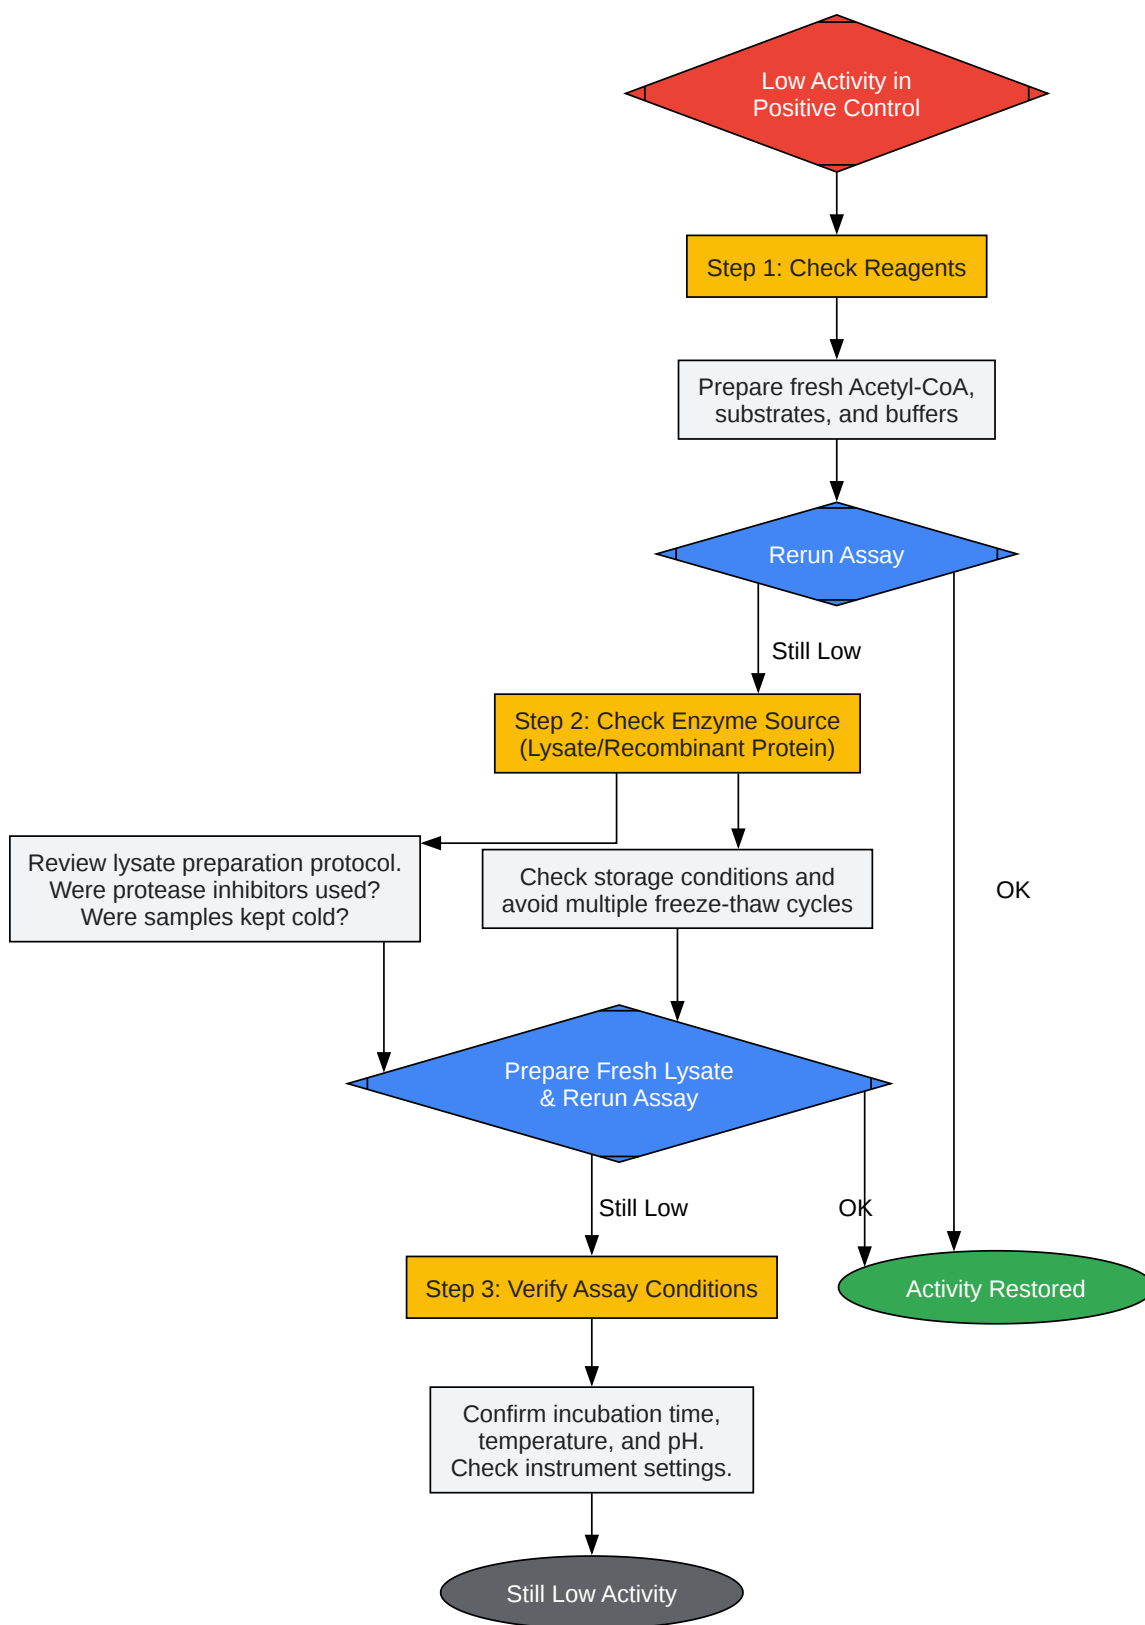 Low Activity in
Positive Control
Step 1: Check Reagents
Prepare fresh Acetyl-CoA,
substrates, and buffers
Rerun Assay
Still Low
Step 2: Check Enzyme Source
(Lysate/Recombinant Protein)
Review lysate preparation protocol.
Were protease inhibitors used?
Were samples kept cold?
Check storage conditions and
avoid multiple freeze-thaw cycles
OK
Prepare Fresh Lysate
& Rerun Assay
Still Low
OK
Step 3: Verify Assay Conditions
Activity Restored
Confirm incubation time,
temperature, and pH.
Check instrument settings.
Still Low Activity